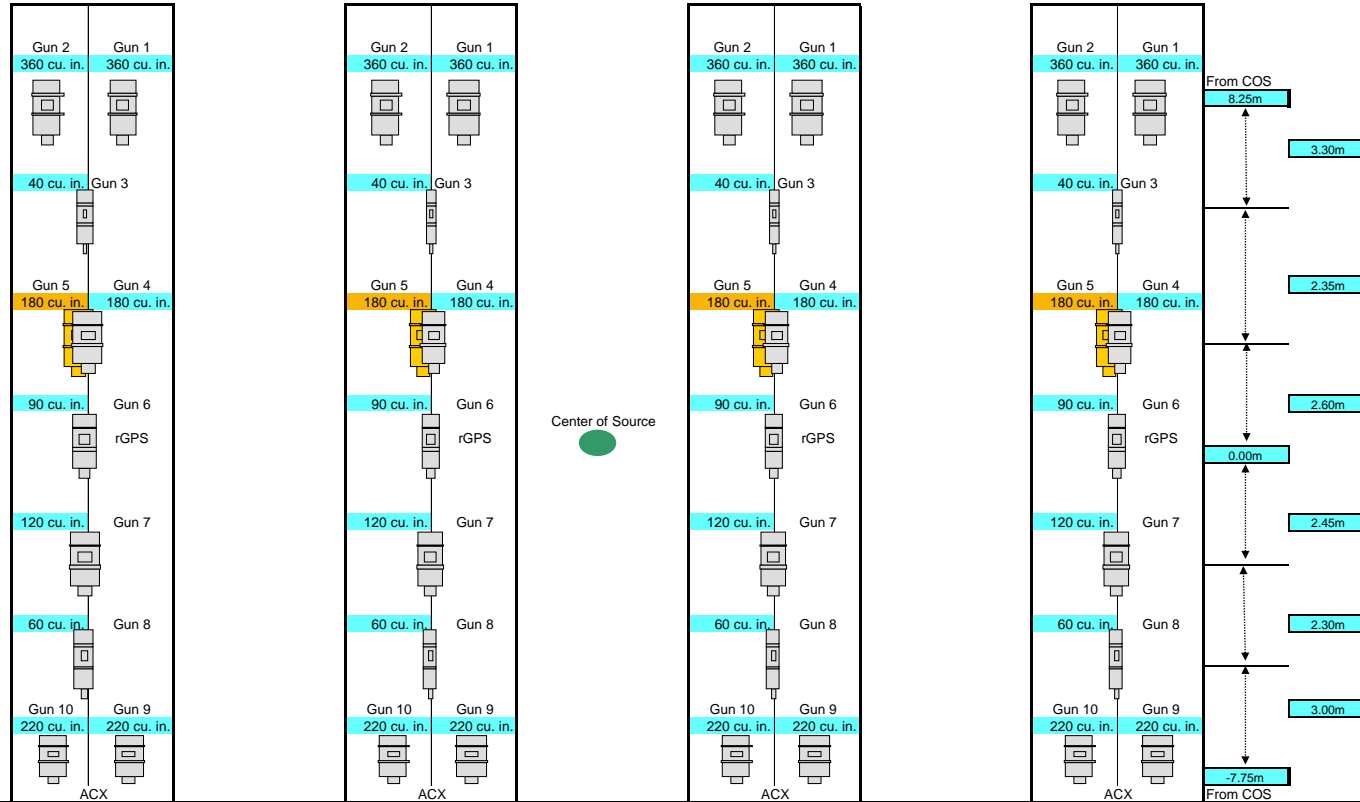 Gun 2 Gun 1 Gun 2 Gun 1 Gun 2 Gun 1 Gun 2 Gun 1
360 cu. in. 360 cu. in. 360 cu. in. 360 cu. in. 360 cu. in. 360 cu. in. 360 cu. in. 360 cu. in.
From COS
8.25m
3.30m
40 cu. in. Gun 3 40 cu. in. Gun 3 40 cu. in. Gun 3 40 cu. in. Gun 3
Gun 5 Gun 4 Gun 5 Gun 4 Gun 5 Gun 4 Gun 5 Gun 4 2.35m
180 cu. in. 180 cu. in. 180 cu. in. 180 cu. in. 180 cu. in. 180 cu. in. 180 cu. in. 180 cu. in.
90 cu. in. Gun 6 90 cu. in. Gun 6 90 cu. in. Gun 6 90 cu. in. Gun 6 2.60m
Center of Source
rGPS rGPS rGPS rGPS
0.00m
120 cu. in. Gun 7 120 cu. in. Gun 7 120 cu. in. Gun 7 120 cu. in. Gun 7 2.45m
60 cu. in. Gun 8 60 cu. in. Gun 8 60 cu. in. Gun 8 60 cu. in. Gun 8 2.30m
Gun 10 Gun 9 Gun 10 Gun 9 Gun 10 Gun 9 Gun 10 Gun 9 3.00m
220 cu. in. 220 cu. in. 220 cu. in. 220 cu. in. 220 cu. in. 220 cu. in. 220 cu. in. 220 cu. in.
-7.75m
ACX ACX ACX ACX From COS